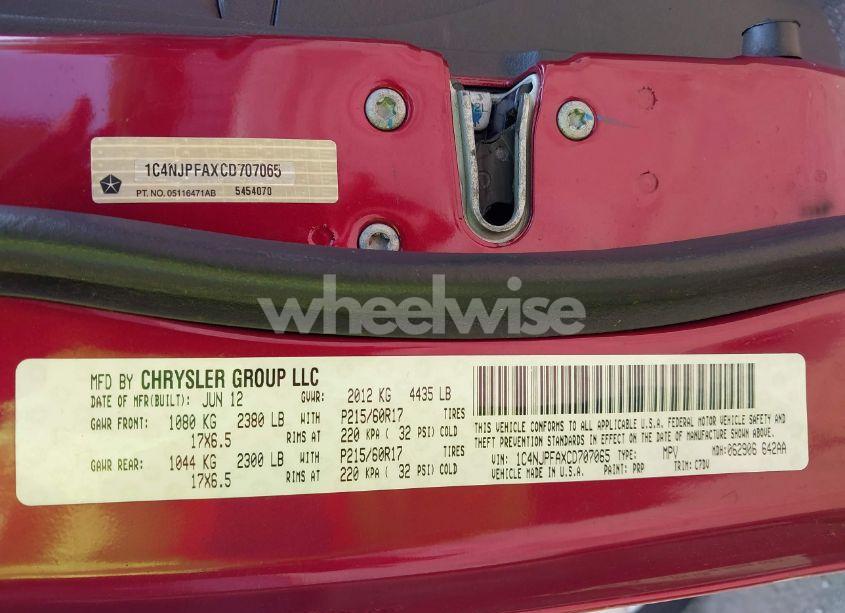 1C4NJPFAXCD707065
PT. NO. 05116471AB 5454070
wheelwise
MFD BY CHRYSLER GROUP LLC
DATE OF MFR(BUILT): JUN 12 GVWR: 2012 KG 4435 LB
GAWR FRONT: 1080 KG 2380 LB WITH P215/60R17 TIRES
17X6.5 RIMS AT 220 KPA ( 32 PSI) COLD
GAWR REAR: 1044 KG 2300 LB WITH P215/60R17 TIRES
17X6.5 RIMS AT 220 KPA ( 32 PSI) COLD
THIS VEHICLE CONFORMS TO ALL APPLICABLE U.S.A. FEDERAL MOTOR VEHICLE SAFETY AND
THEFT PREVENTION STANDARDS IN EFFECT ON THE DATE OF MANUFACTURE SHOWN ABOVE.
VIN: 1C4NJPFAXCD707065 TYPE: MPV MDH:062906 642AA
VEHICLE MADE IN U.S.A. PAINT: PRP TRIM: C7DV